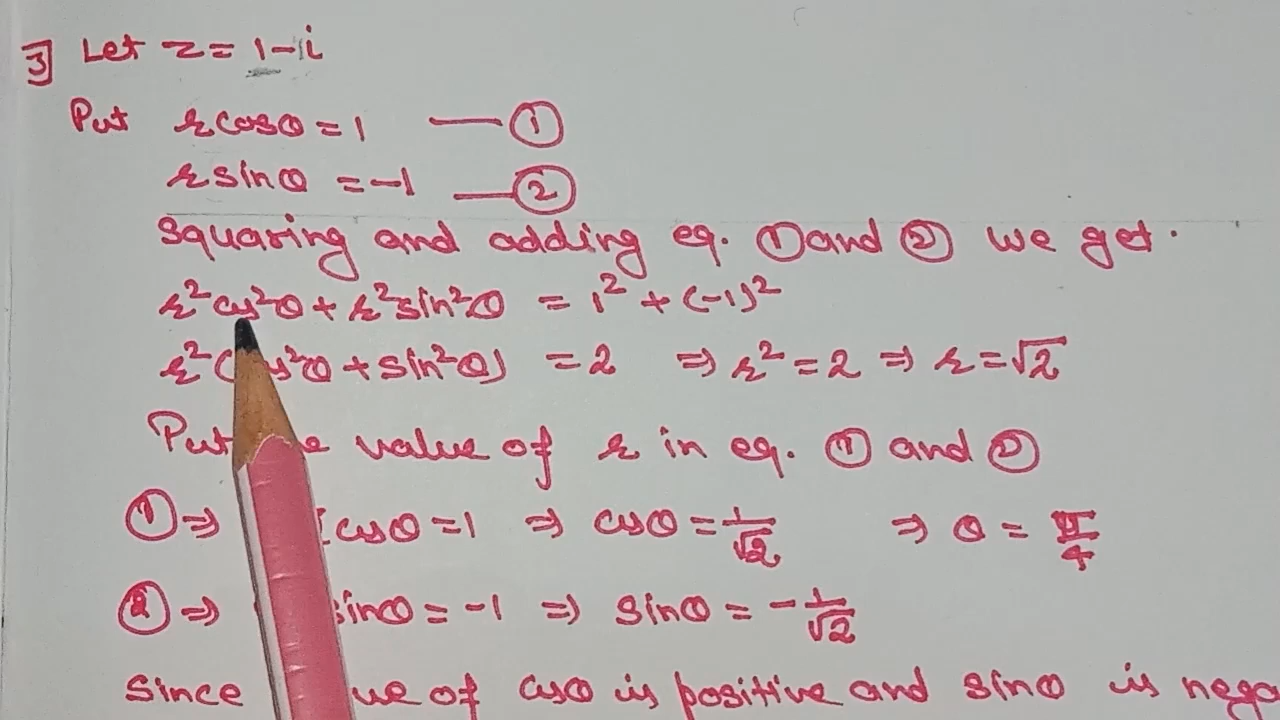 3] Let z = 1-i
Put r cosθ = 1 — ①
r sinθ = -1 — ②
squaring and adding eq. ① and ② we get.
r²cos²θ + r²sin²θ = 1² + (-1)²
r²(cos²θ + sin²θ) = 2 ⇒ r² = 2 ⇒ r = √2
Put value of r in eq. ① and ②
① ⇒ cosθ = 1 ⇒ cosθ = 1/√2 ⇒ θ = π/4
② ⇒ sinθ = -1 ⇒ sinθ = -1/√2
Since of cosθ is positive and sinθ is